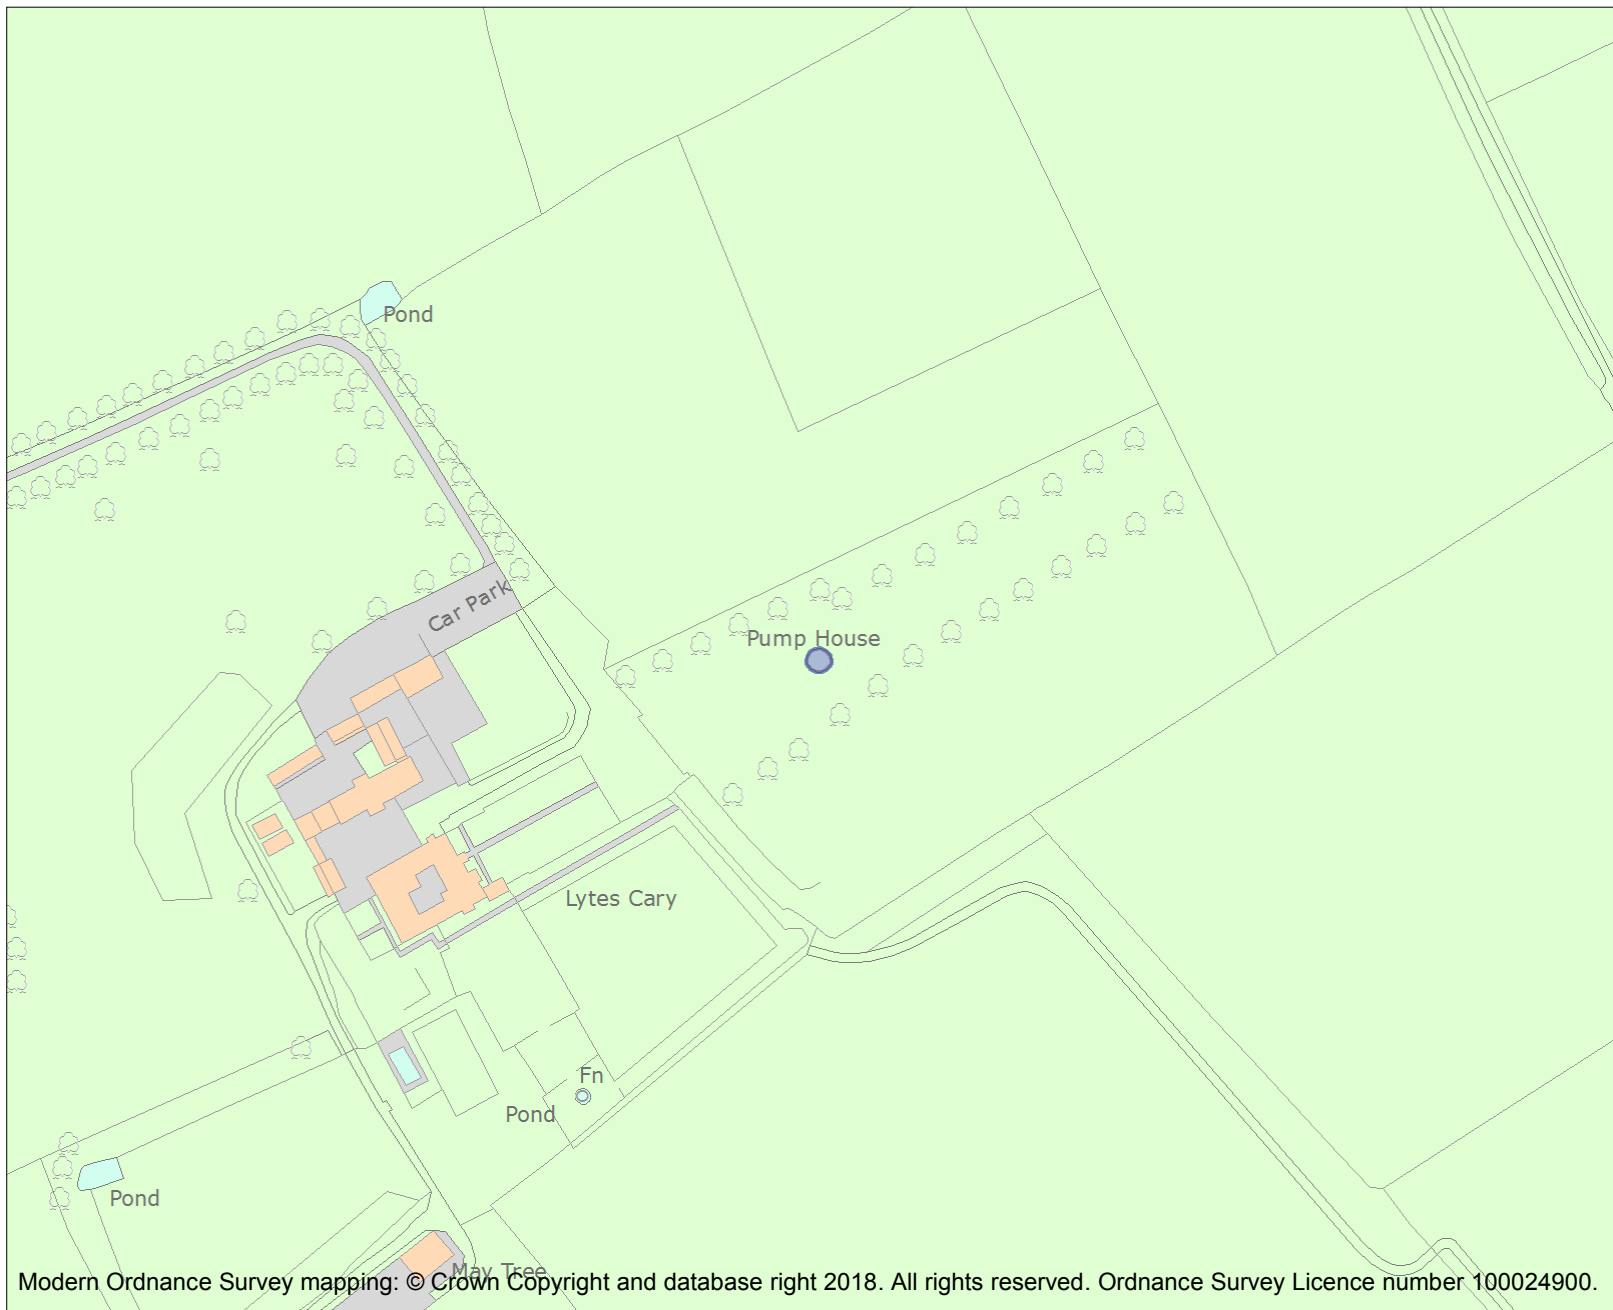 Pond
Car Park
Pump House
Lytes Cary
Fn
Pond
Pond
May Tree
Modern Ordnance Survey mapping: © Crown Copyright and database right 2018. All rights reserved. Ordnance Survey Licence number 100024900.